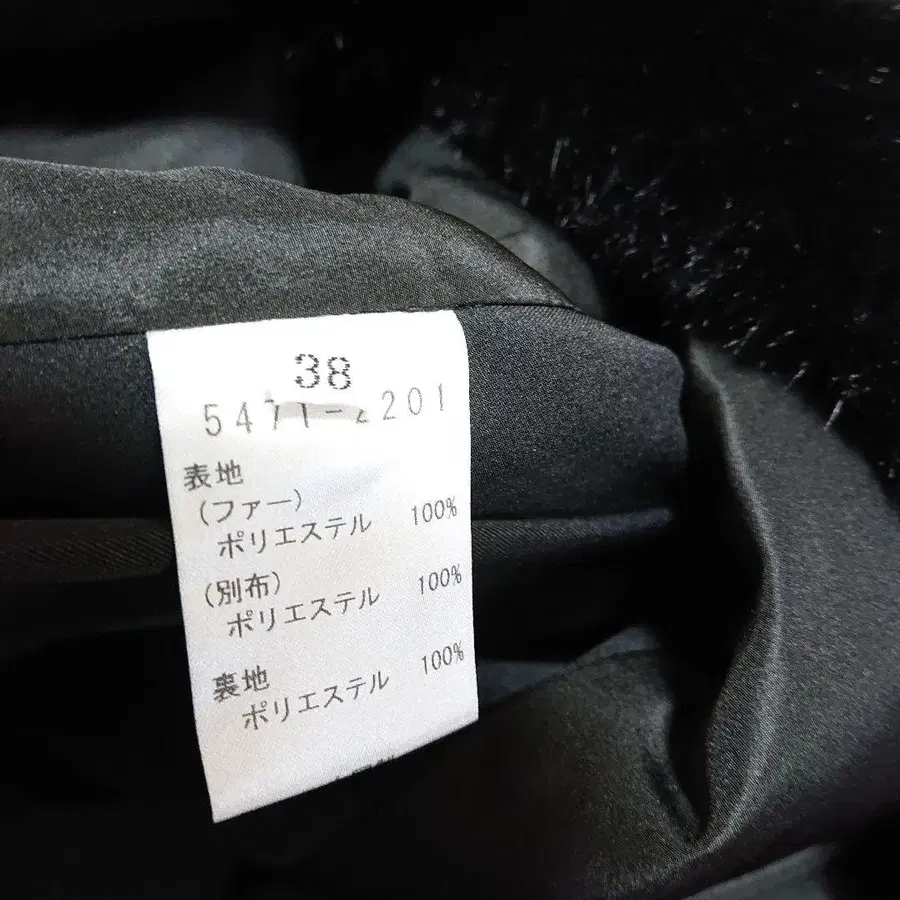 38
5471-2201
表地
(ファー)
ポリエステル 100%
(別布)
ポリエステル 100%
裏地
ポリエステル 100%